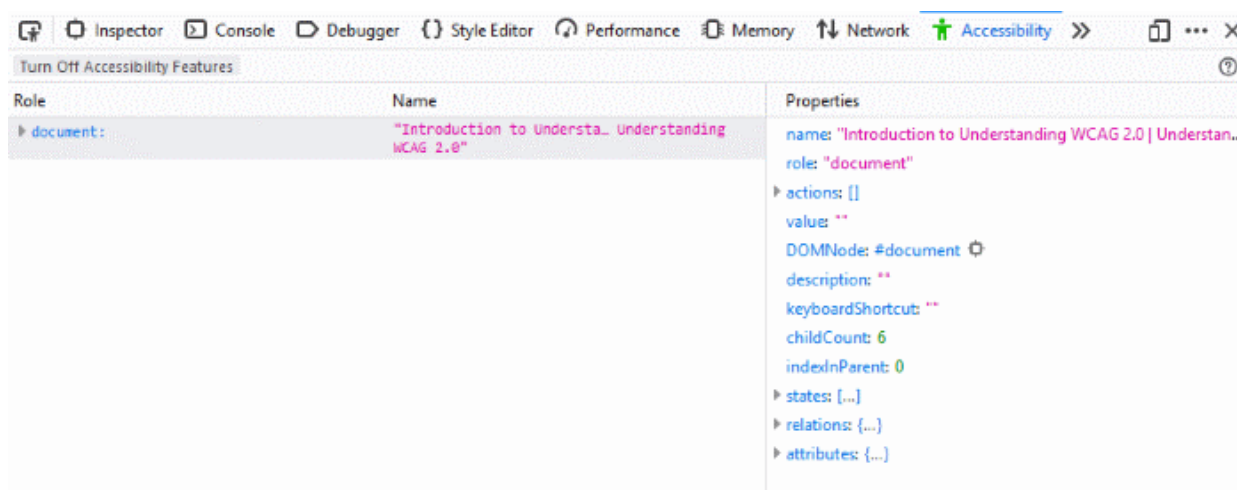 Inspector Console Debugger {} Style Editor Performance Memory Network Accessibility
Turn Off Accessibility Features
Role Name Properties
document: "Introduction to Understa… Understanding
WCAG 2.0"
name: "Introduction to Understanding WCAG 2.0 | Understan...
role: "document"
actions: []
value: ""
DOMNode: #document
description: ""
keyboardShortcut: ""
childCount: 6
indexInParent: 0
states: [...]
relations: {...}
attributes: {...}